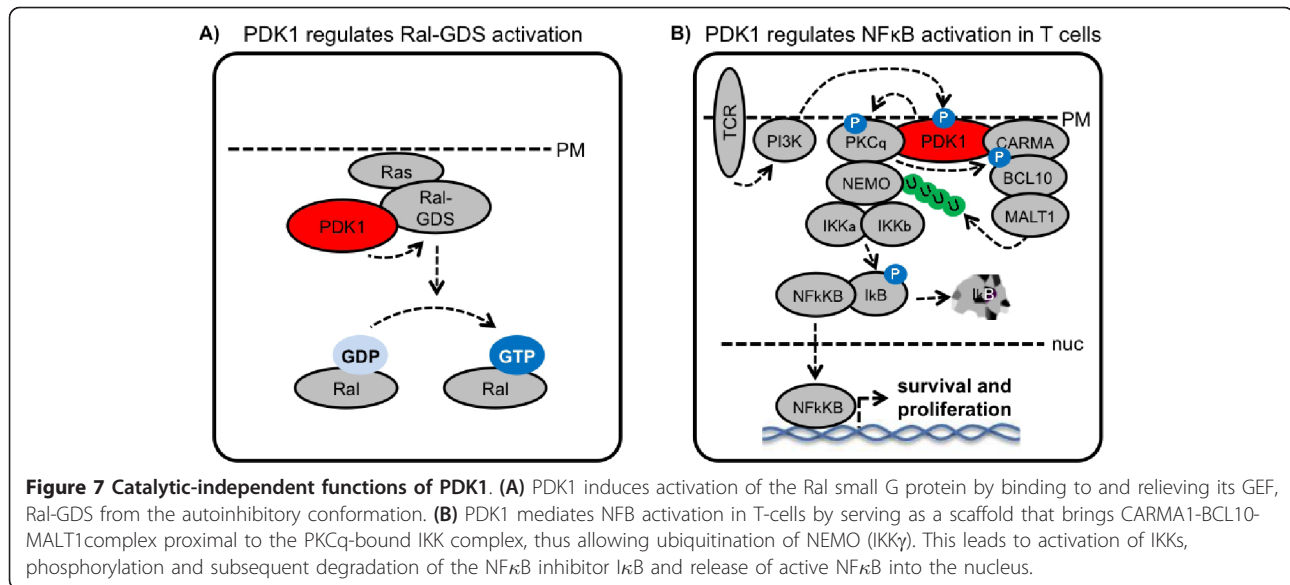 A) PDK1 regulates Ral-GDS activation
PM
Ras
Ral-
GDS
PDK1
GDP
GTP
Ral
Ral
B) PDK1 regulates NFκB activation in T cells
TCR
PI3K
P
PKCq
P
PDK1
CARMA
PM
P
BCL10
NEMO
U U U U
MALT1
IKKa
IKKb
P
NFkKB
IkB
IkB
nuc
NFkKB
survival and
proliferation
Figure 7 Catalytic-independent functions of PDK1. (A) PDK1 induces activation of the Ral small G protein by binding to and relieving its GEF,
Ral-GDS from the autoinhibitory conformation. (B) PDK1 mediates NFB activation in T-cells by serving as a scaffold that brings CARMA1-BCL10-
MALT1complex proximal to the PKCq-bound IKK complex, thus allowing ubiquitination of NEMO (IKKγ). This leads to activation of IKKs,
phosphorylation and subsequent degradation of the NFκB inhibitor IκB and release of active NFκB into the nucleus.